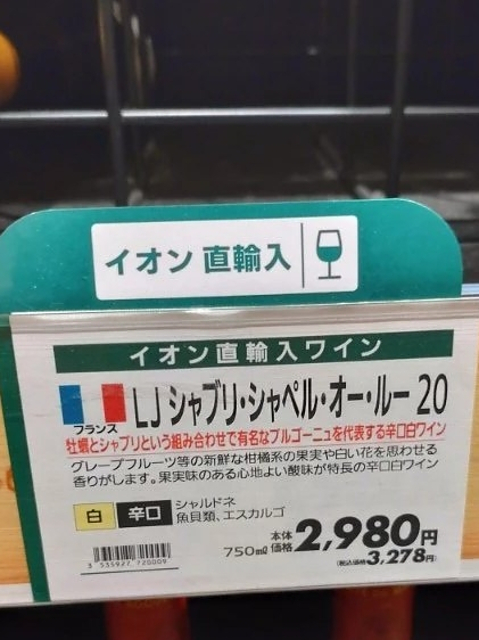 イオン 直輸入
イオン直輸入ワイン
フランス
LJ シャブリ・シャペル・オー・ルー 20
牡蠣とシャブリという組み合わせで有名なブルゴーニュを代表する辛口白ワイン
グレープフルーツ等の新鮮な柑橘系の果実や白い花を思わせる
香りがします。果実味のある心地よい酸味が特長の辛口白ワイン
白 辛口 シャルドネ
魚貝類、エスカルゴ
750mℓ 本体価格 2,980円
(税込価格3,278円)
3 535927 720009